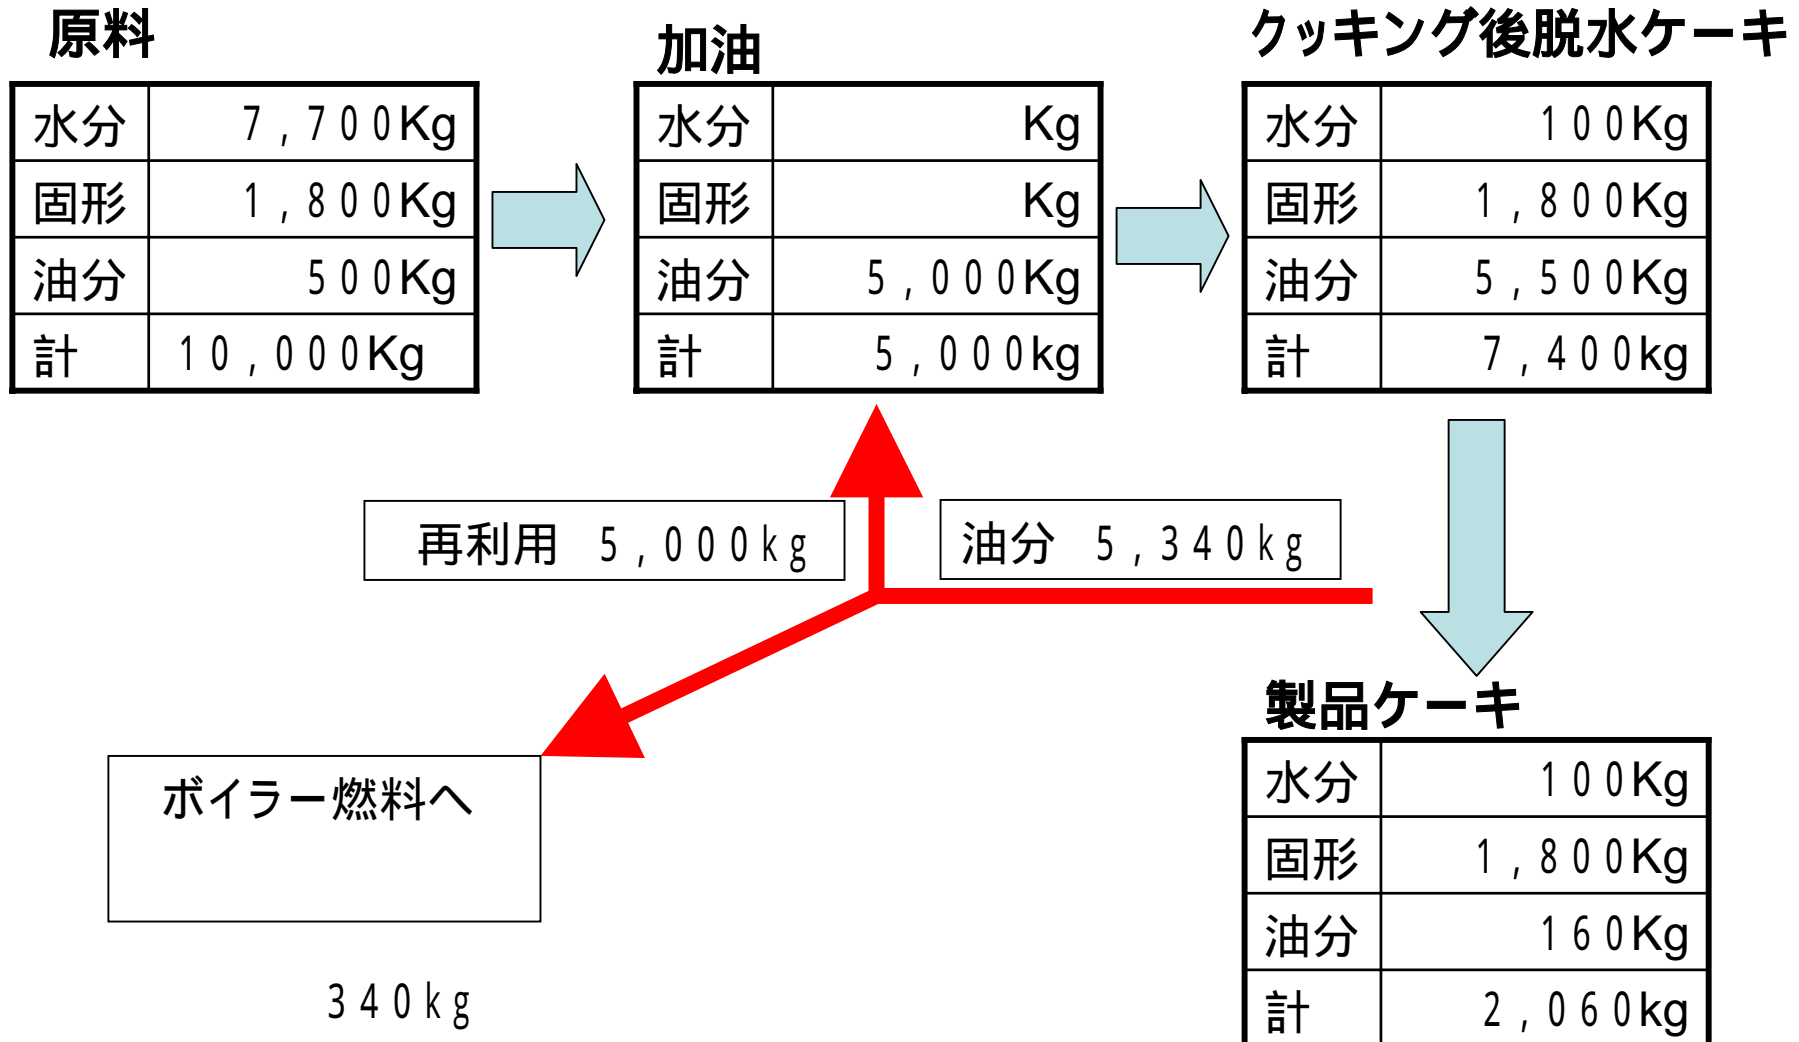 原料
水分 7,700Kg
固形 1,800Kg
油分 500Kg
計 10,000Kg
加油
水分 Kg
固形 Kg
油分 5,000Kg
計 5,000kg
クッキング後脱水ケーキ
水分 100Kg
固形 1,800Kg
油分 5,500Kg
計 7,400kg
再利用 5,000kg
油分 5,340kg
ボイラー燃料へ
340kg
製品ケーキ
水分 100Kg
固形 1,800Kg
油分 160Kg
計 2,060kg